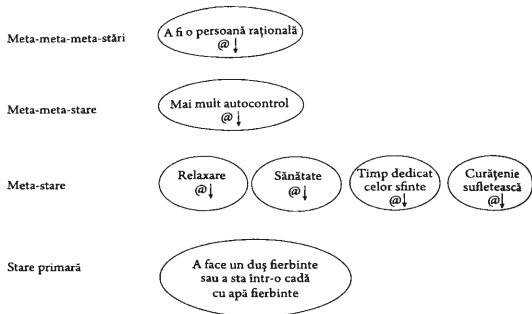 Meta-meta-meta-stări
A fi o persoană rațională
@↓
Meta-meta-stare
Mai mult autocontrol
@↓
Meta-stare
Relaxare
@↓
Sănătate
@↓
Timp dedicat
celor sfinte
@↓
Curățenie
sufletească
@↓
Stare primară
A face un duș fierbinte
sau a sta într-o cadă
cu apă fierbinte